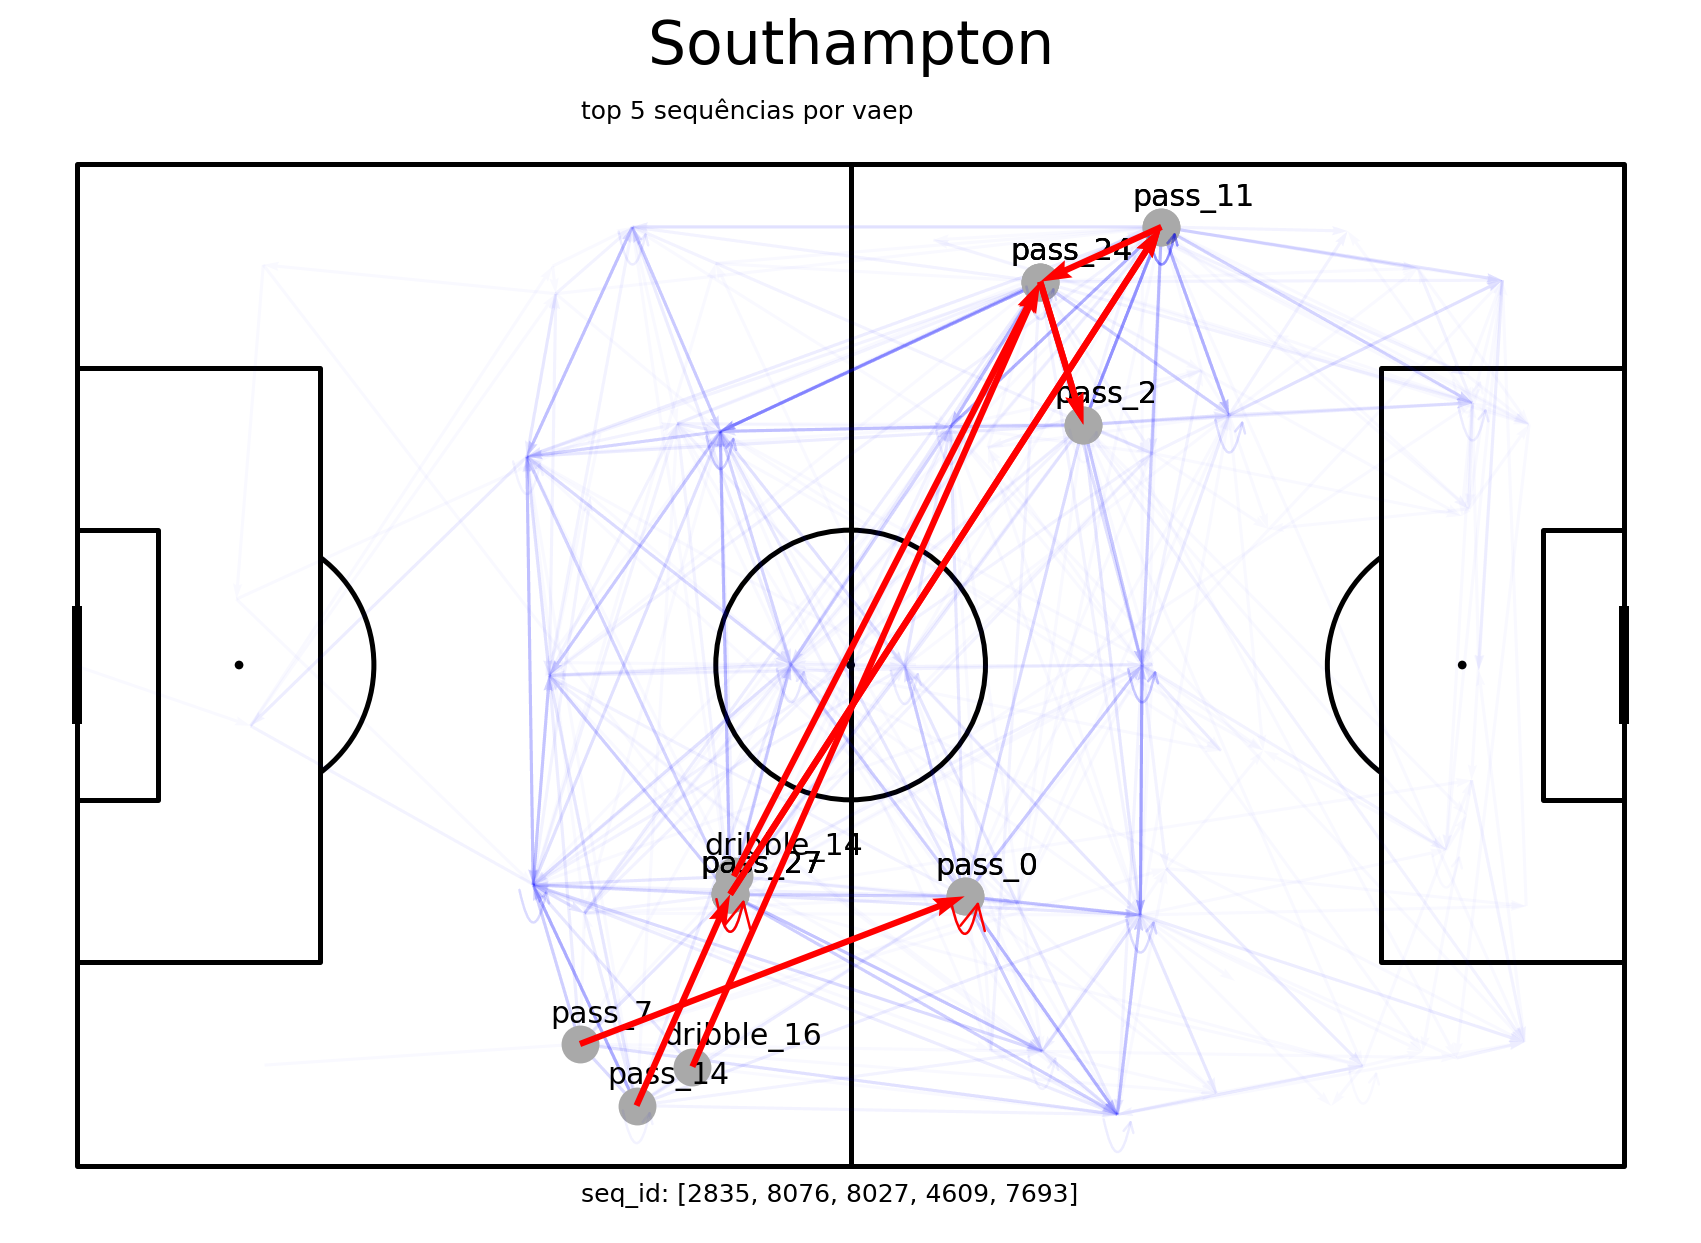 Southampton
top 5 sequências por vaep
pass_11
pass_24
pass_2
dribble_14
pass_27
pass_0
pass_7
dribble_16
pass_14
seq_id: [2835, 8076, 8027, 4609, 7693]